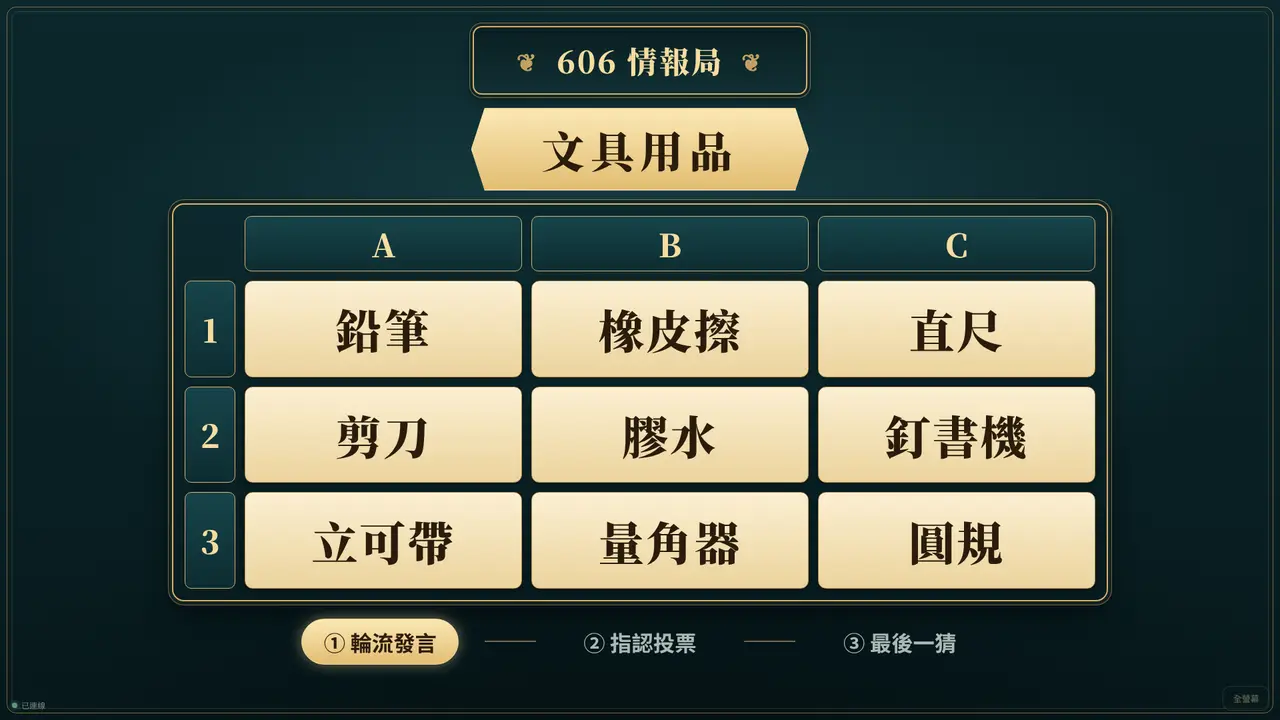 606 情報局
文具用品
A B C
1 鉛筆 橡皮擦 直尺
2 剪刀 膠水 釘書機
3 立可帶 量角器 圓規
① 輪流發言 ② 指認投票 ③ 最後一猜
已連線 全螢幕